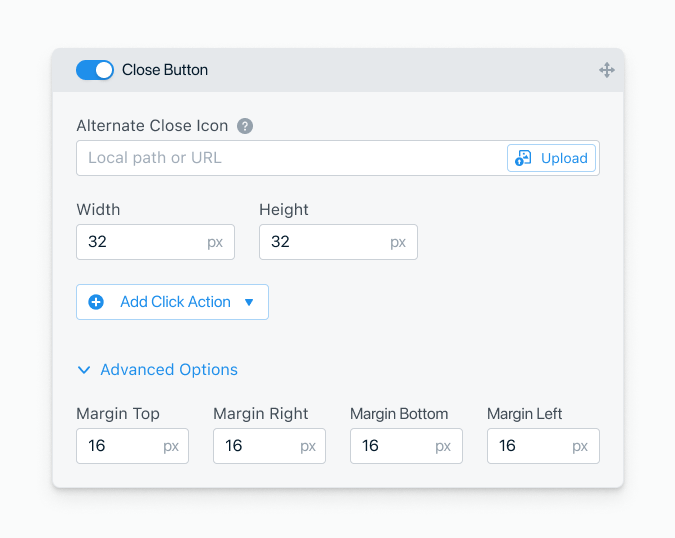 Close Button
Alternate Close Icon ?
Local path or URL Upload
Width Height
32 px 32 px
Add Click Action
Advanced Options
Margin Top Margin Right Margin Bottom Margin Left
16 px 16 px 16 px 16 px